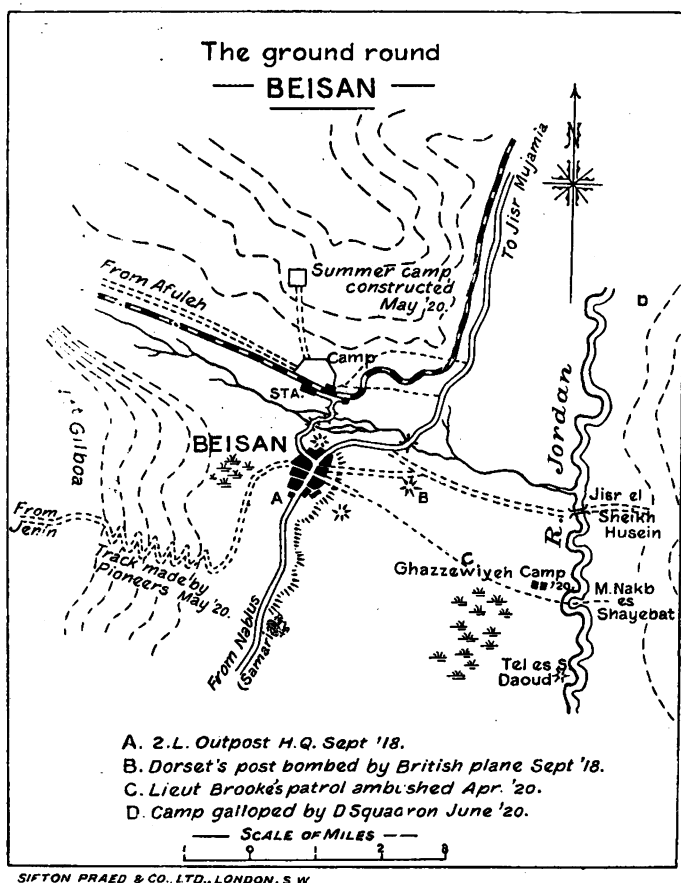 The ground round
BEISAN
N
To Jisr Mujamia
Summer camp
constructed
May '20.
From Afuleh
Camp
STA.
D
Jordan
R.
Gilboa
BEISAN
A
B
Jisr el
Sheikh
Husein
From
Jenin
Track made by
Pioneers May '20.
C
Ghazzewiyeh Camp
'20
M. Nakb
es
Shayebat
From Nablus
(Samaria)
Tel es S
Daoud
A. 2.L. Outpost H.Q. Sept '18.
B. Dorset's post bombed by British plane Sept '18.
C. Lieut Brooke's patrol ambushed Apr. '20.
D. Camp galloped by D Squadron June '20.
SCALE OF MILES
1 0 1 2 3
SIFTON PRAED & CO., LTD., LONDON, S.W.